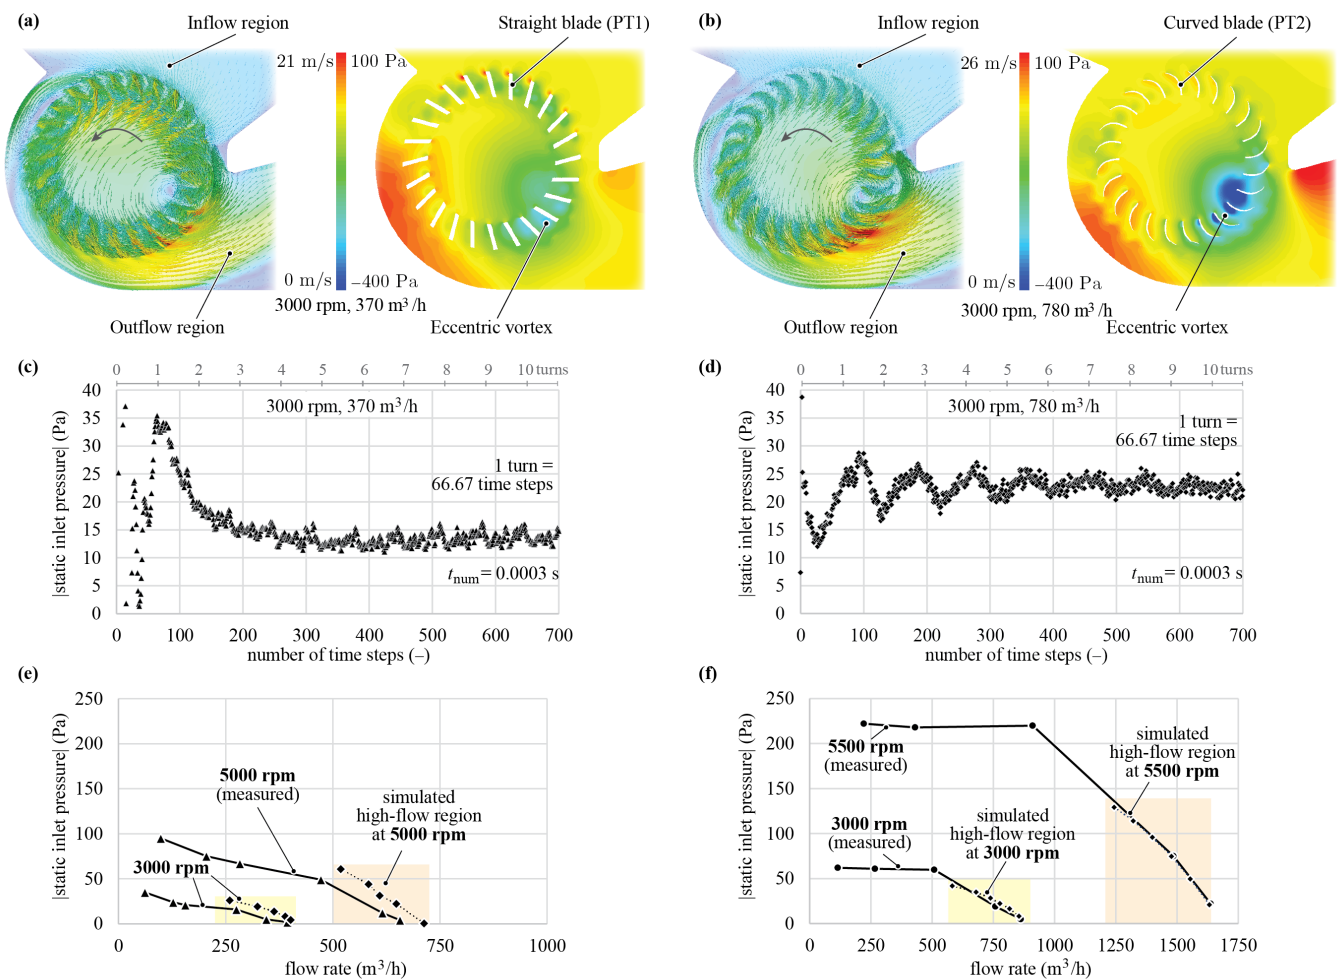 (a)
Inflow region
Straight blade (PT1)
21 m/s
100 Pa
0 m/s
−400 Pa
3000 rpm, 370 m³/h
Outflow region
Eccentric vortex
(b)
Inflow region
Curved blade (PT2)
26 m/s
100 Pa
0 m/s
−400 Pa
3000 rpm, 780 m³/h
Outflow region
Eccentric vortex
(c)
0 1 2 3 4 5 6 7 8 9 10 turns
3000 rpm, 370 m³/h
1 turn =
66.67 time steps
t_num = 0.0003 s
|static inlet pressure| (Pa)
40
35
30
25
20
15
10
5
0
0 100 200 300 400 500 600 700
number of time steps (–)
(d)
0 1 2 3 4 5 6 7 8 9 10 turns
3000 rpm, 780 m³/h
1 turn =
66.67 time steps
t_num = 0.0003 s
|static inlet pressure| (Pa)
40
35
30
25
20
15
10
5
0
0 100 200 300 400 500 600 700
number of time steps (–)
(e)
|static inlet pressure| (Pa)
250
200
150
100
50
0
5000 rpm
(measured)
simulated
high-flow region
at 5000 rpm
3000 rpm
0 250 500 750 1000
flow rate (m³/h)
(f)
|static inlet pressure| (Pa)
250
200
150
100
50
0
5500 rpm
(measured)
simulated
high-flow region
at 5500 rpm
3000 rpm
(measured)
simulated
high-flow region
at 3000 rpm
0 250 500 750 1000 1250 1500 1750
flow rate (m³/h)